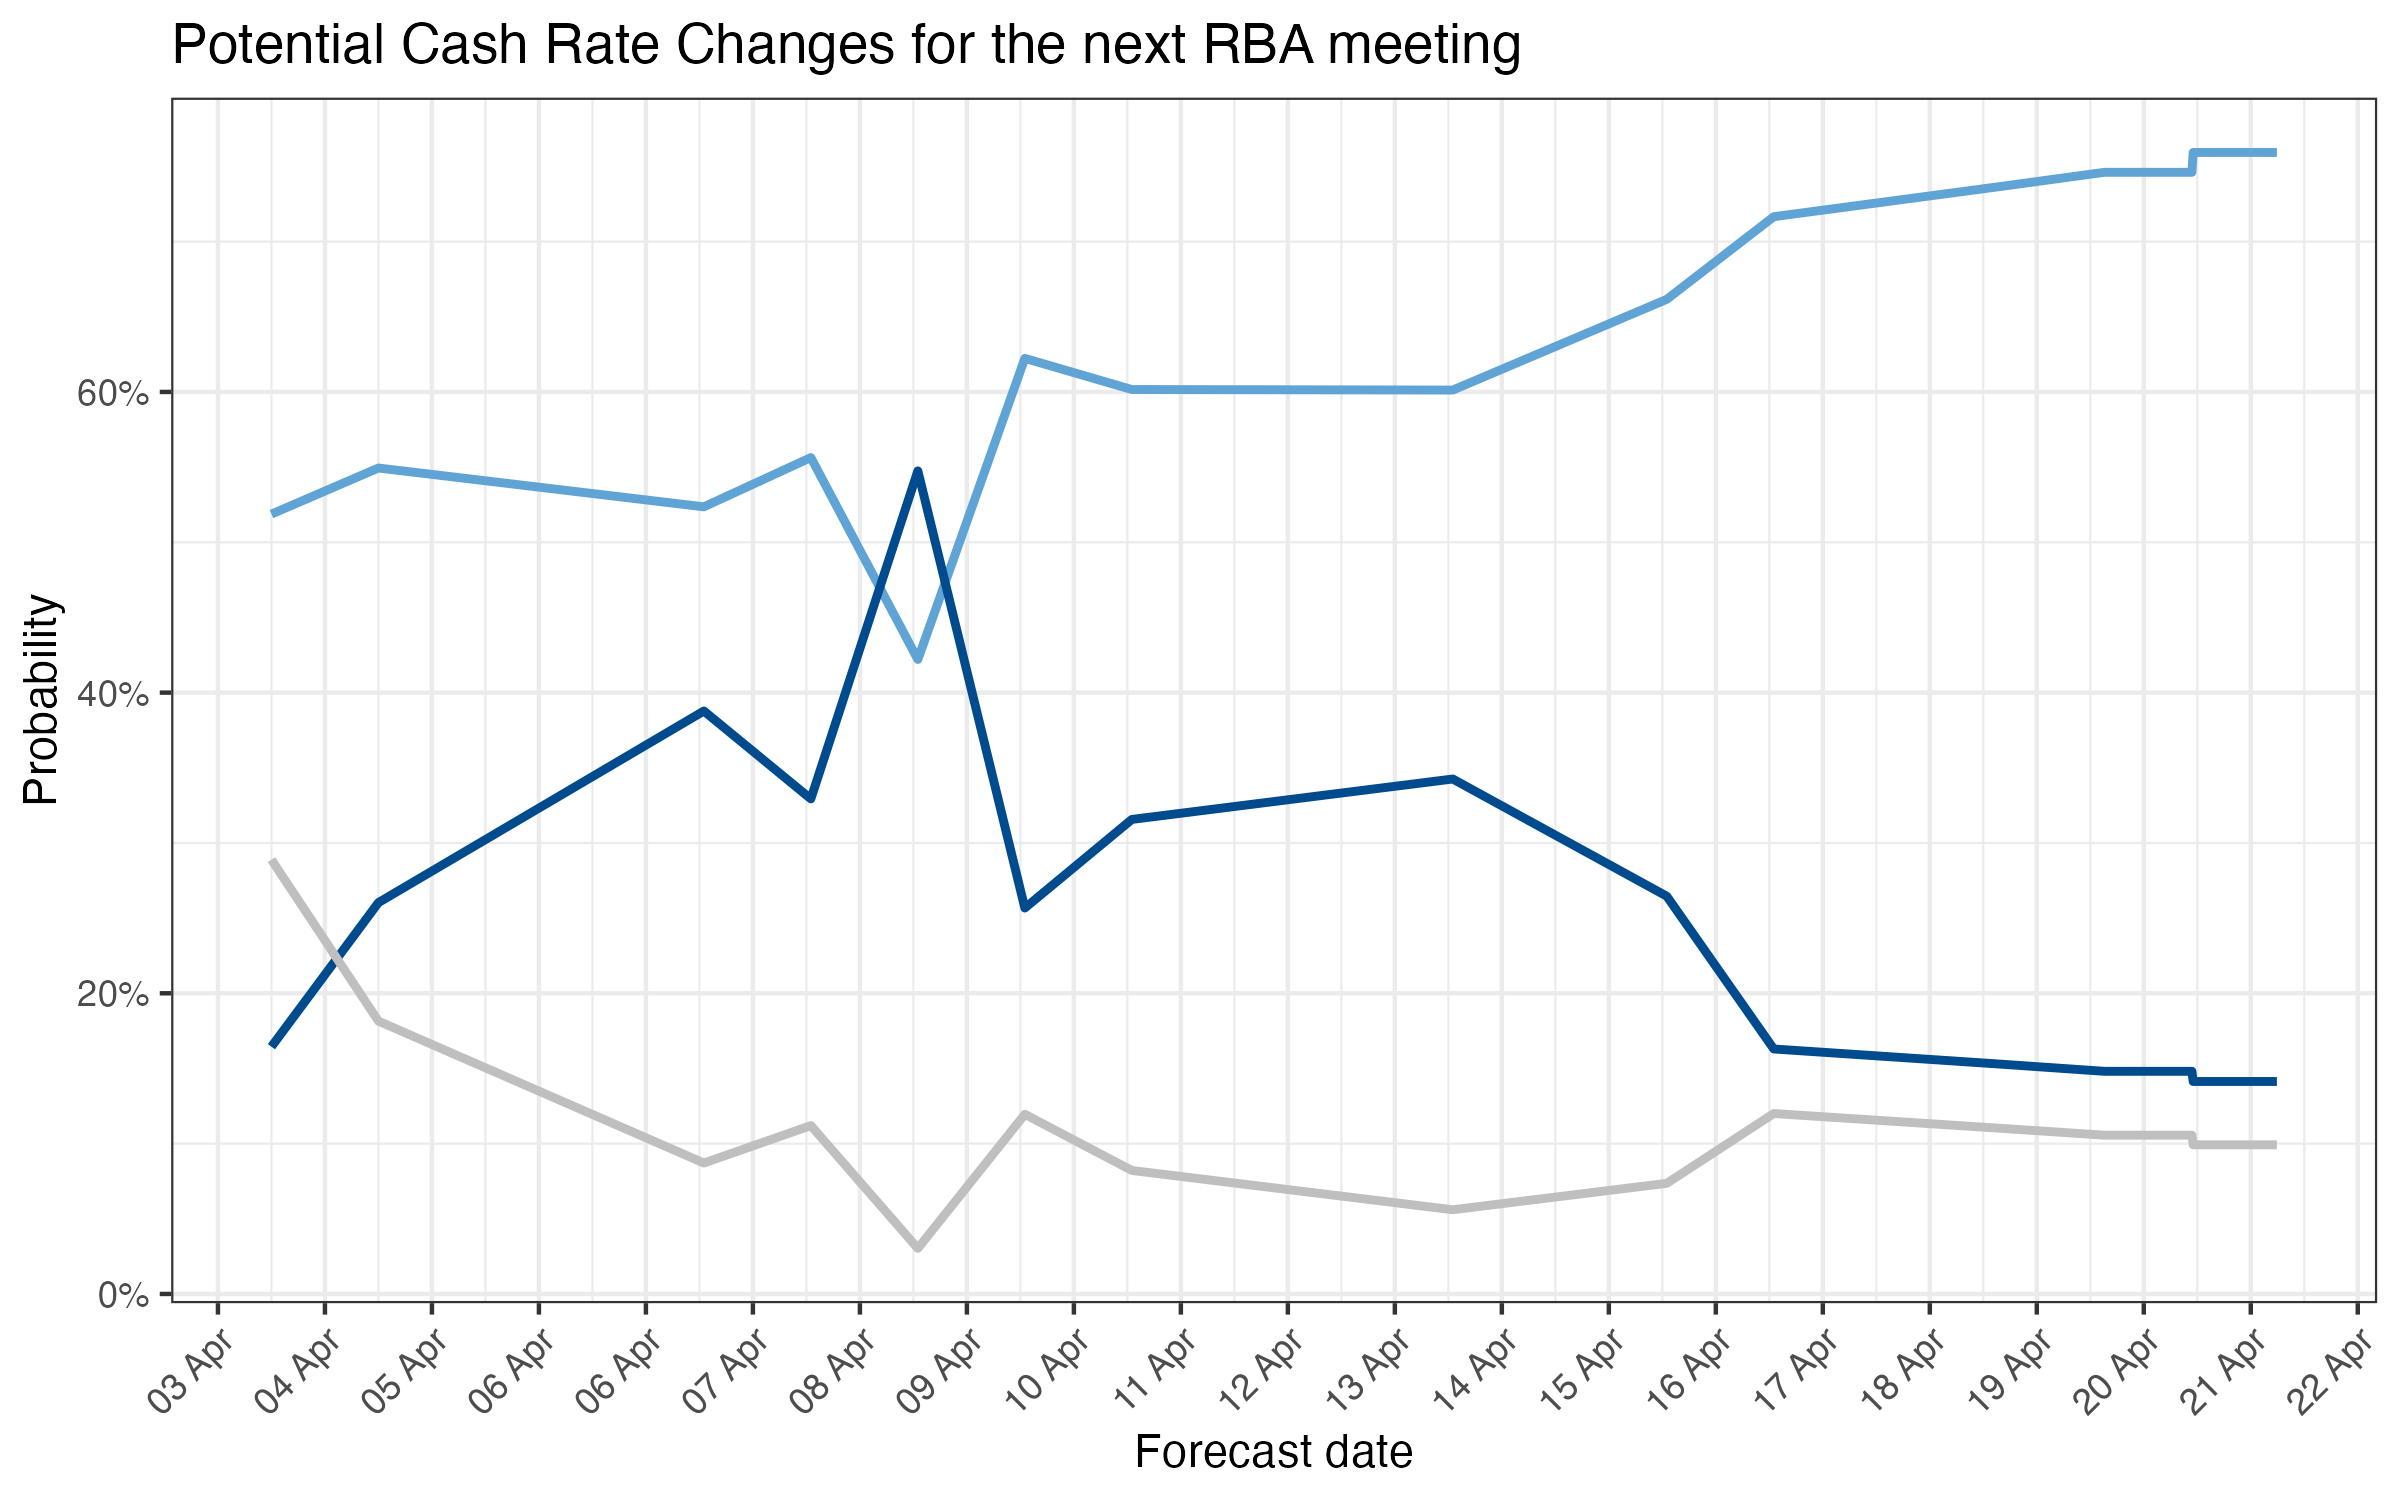 Potential Cash Rate Changes for the next RBA meeting
Probability
60%
40%
20%
0%
03 Apr
04 Apr
05 Apr
06 Apr
06 Apr
07 Apr
08 Apr
09 Apr
10 Apr
11 Apr
12 Apr
13 Apr
14 Apr
15 Apr
16 Apr
17 Apr
18 Apr
19 Apr
20 Apr
21 Apr
22 Apr
Forecast date